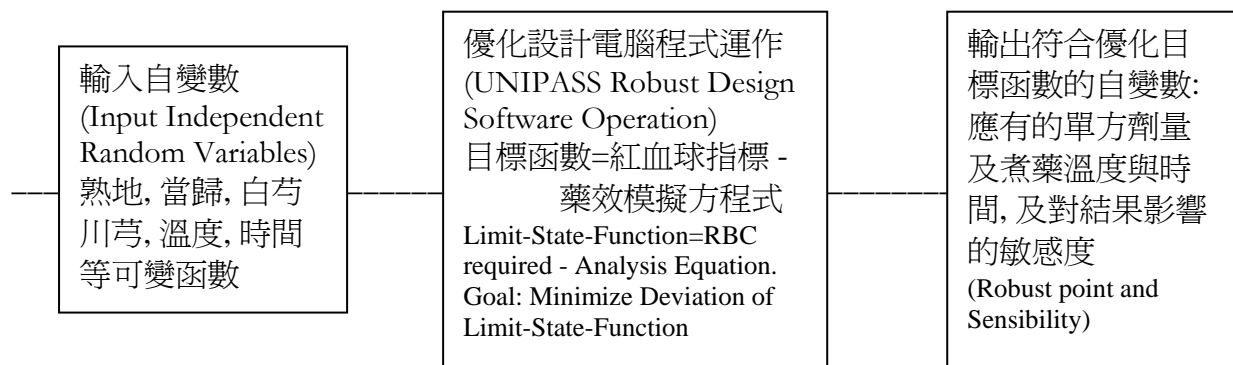 輸入自變數
(Input Independent
Random Variables)
熟地, 當歸, 白芍
川芎, 溫度, 時間
等可變函數
優化設計電腦程式運作
(UNIPASS Robust Design
Software Operation)
目標函數=紅血球指標 -
藥效模擬方程式
Limit-State-Function=RBC
required - Analysis Equation.
Goal: Minimize Deviation of
Limit-State-Function
輸出符合優化目
標函數的自變數:
應有的單方劑量
及煮藥溫度與時
間, 及對結果影響
的敏感度
(Robust point and
Sensibility)